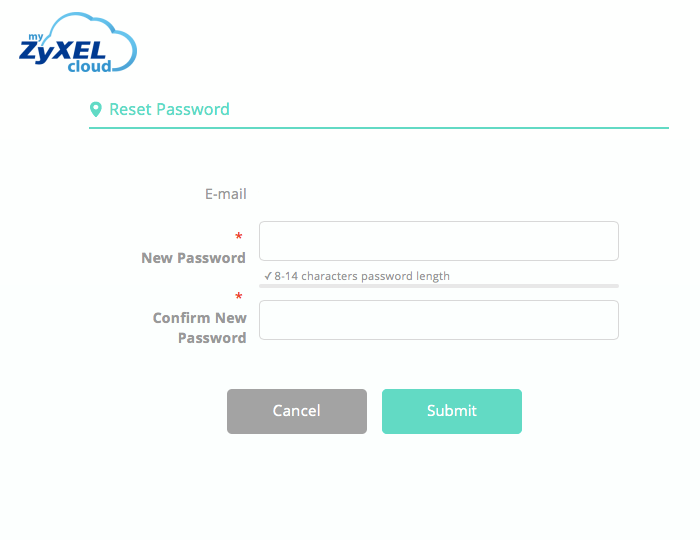 my
ZyXEL
cloud
Reset Password
E-mail
*
New Password
✓ 8-14 characters password length
*
Confirm New
Password
Cancel
Submit